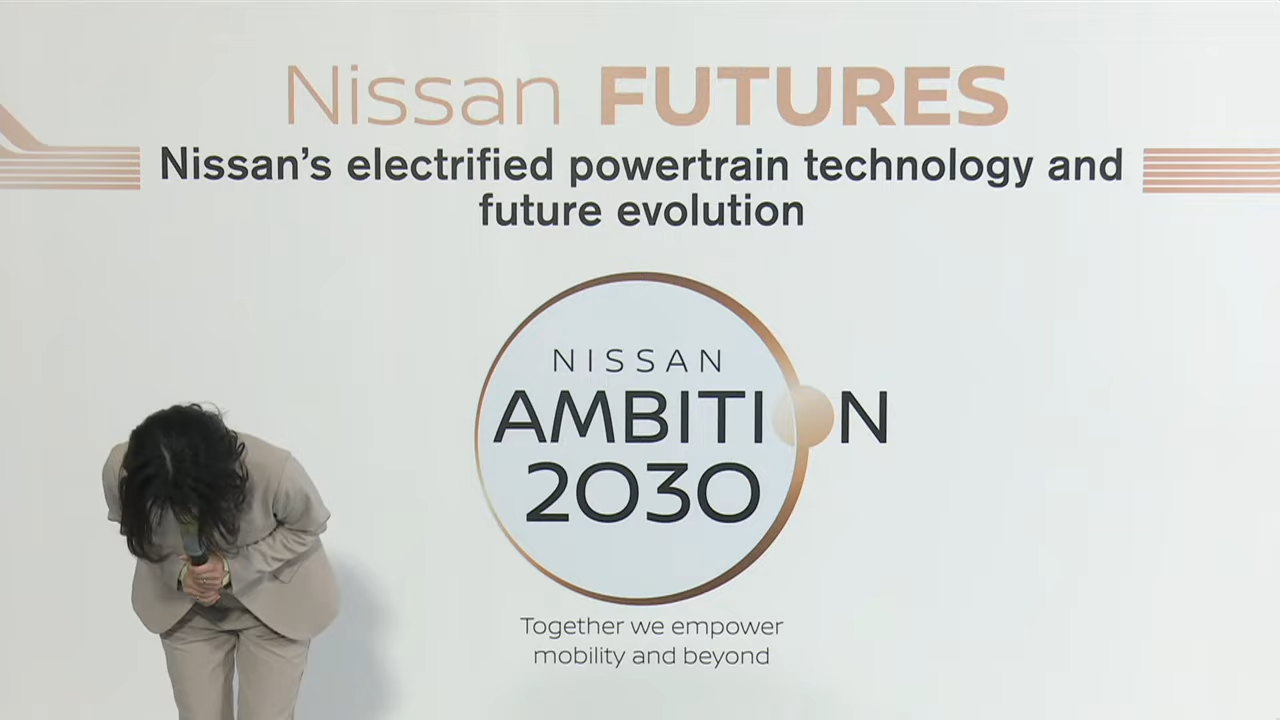 Nissan FUTURES
Nissan's electrified powertrain technology and
future evolution
NISSAN
AMBITION
2030
Together we empower
mobility and beyond